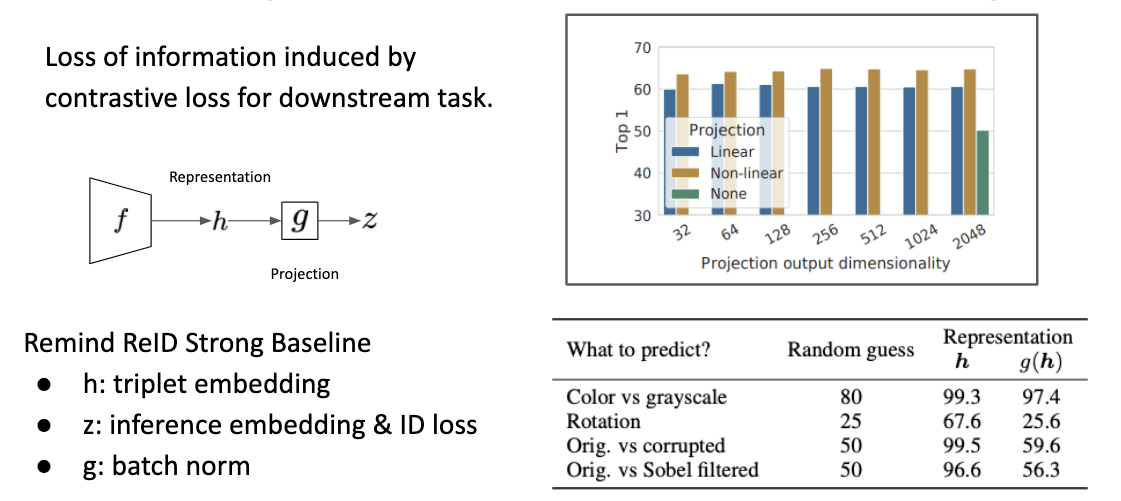 Loss of information induced by
contrastive loss for downstream task.
Representation
f
h
g
z
Projection
Remind ReID Strong Baseline
● h: triplet embedding
● z: inference embedding & ID loss
● g: batch norm
70
60
50
40
30
Top 1
Projection
Linear
Non-linear
None
32 64 128 256 512 1024 2048
Projection output dimensionality
What to predict? Random guess Representation
h g(h)
Color vs grayscale 80 99.3 97.4
Rotation 25 67.6 25.6
Orig. vs corrupted 50 99.5 59.6
Orig. vs Sobel filtered 50 96.6 56.3